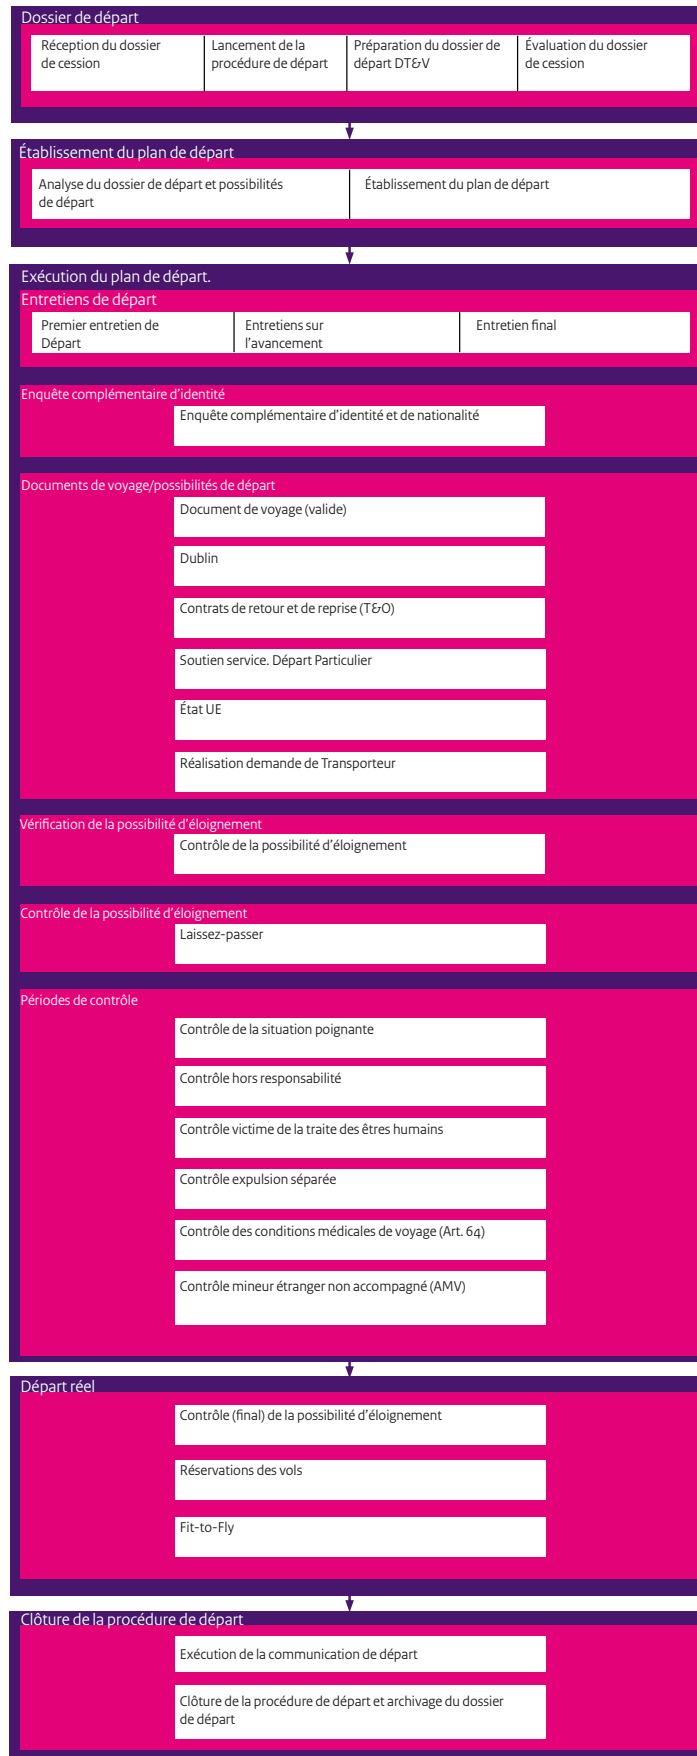 Dossier de départ
Réception du dossier
de cession
Lancement de la
procédure de départ
Préparation du dossier de
départ DT&V
Évaluation du dossier
de cession
Établissement du plan de départ
Analyse du dossier de départ et possibilités
de départ
Établissement du plan de départ
Exécution du plan de départ.
Entretiens de départ
Premier entretien de
Départ
Entretiens sur
l'avancement
Entretien final
Enquête complémentaire d'identité
Enquête complémentaire d'identité et de nationalité
Documents de voyage/possibilités de départ
Document de voyage (valide)
Dublin
Contrats de retour et de reprise (T&O)
Soutien service. Départ Particulier
État UE
Réalisation demande de Transporteur
Vérification de la possibilité d'éloignement
Contrôle de la possibilité d'éloignement
Contrôle de la possibilité d'éloignement
Laissez-passer
Périodes de contrôle
Contrôle de la situation poignante
Contrôle hors responsabilité
Contrôle victime de la traite des êtres humains
Contrôle expulsion séparée
Contrôle des conditions médicales de voyage (Art. 64)
Contrôle mineur étranger non accompagné (AMV)
Départ réel
Contrôle (final) de la possibilité d'éloignement
Réservations des vols
Fit-to-Fly
Clôture de la procédure de départ
Exécution de la communication de départ
Clôture de la procédure de départ et archivage du dossier
de départ